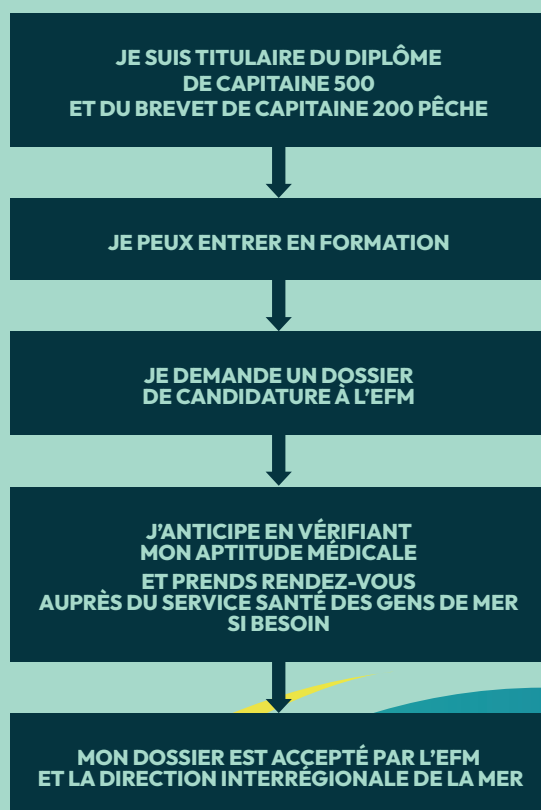 JE SUIS TITULAIRE DU DIPLÔME
DE CAPITAINE 500
ET DU BREVET DE CAPITAINE 200 PÊCHE
JE PEUX ENTRER EN FORMATION
JE DEMANDE UN DOSSIER
DE CANDIDATURE À L'EFM
J'ANTICIPE EN VÉRIFIANT
MON APTITUDE MÉDICALE
ET PRENDS RENDEZ-VOUS
AUPRÈS DU SERVICE SANTÉ DES GENS DE MER
SI BESOIN
MON DOSSIER EST ACCEPTÉ PAR L'EFM
ET LA DIRECTION INTERRÉGIONALE DE LA MER